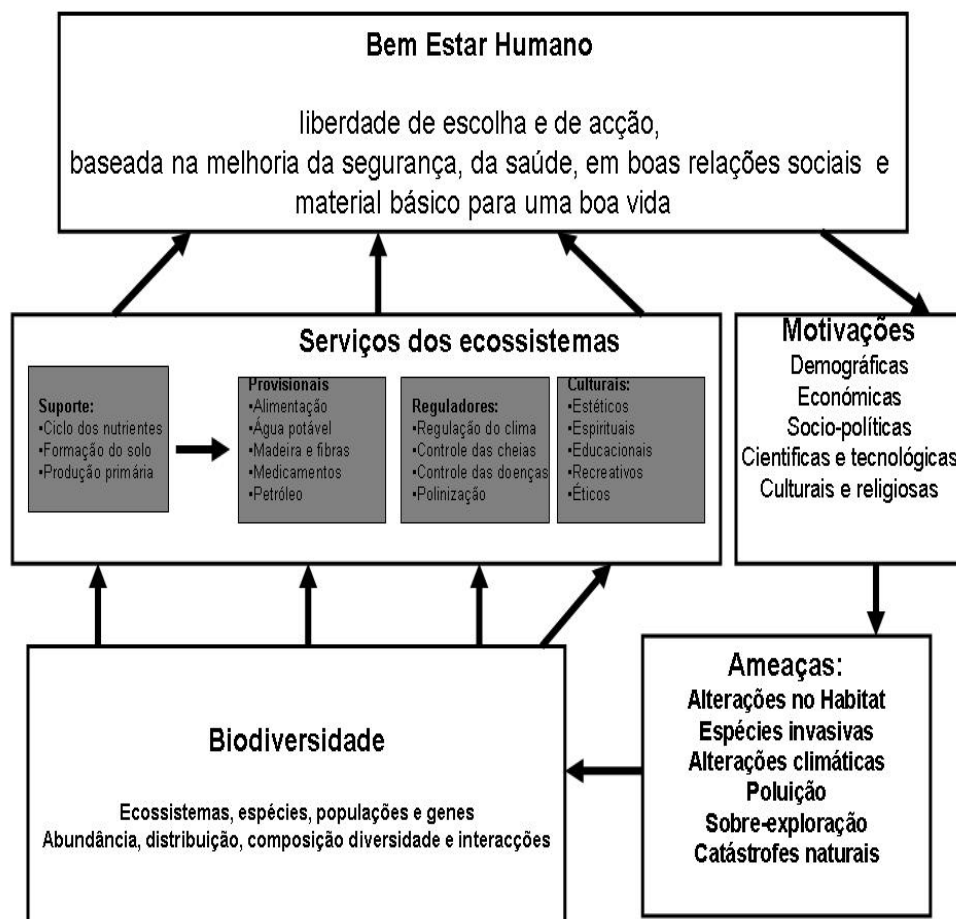 Bem Estar Humano
liberdade de escolha e de acção,
baseada na melhoria da segurança, da saúde, em boas relações sociais e
material básico para uma boa vida
Serviços dos ecossistemas
Suporte:
•Ciclo dos nutrientes
•Formação do solo
•Produção primária
Provisionais
•Alimentação
•Água potável
•Madeira e fibras
•Medicamentos
•Petróleo
Reguladores:
•Regulação do clima
•Controle das cheias
•Controle das doenças
•Polinização
Culturais:
•Estéticos
•Espirituais
•Educacionais
•Recreativos
•Éticos
Motivações
Demográficas
Económicas
Socio-políticas
Cientificas e tecnológicas
Culturais e religiosas
Biodiversidade
Ecossistemas, espécies, populações e genes
Abundância, distribuição, composição diversidade e interacções
Ameaças:
Alterações no Habitat
Espécies invasivas
Alterações climáticas
Poluição
Sobre-exploração
Catástrofes naturais